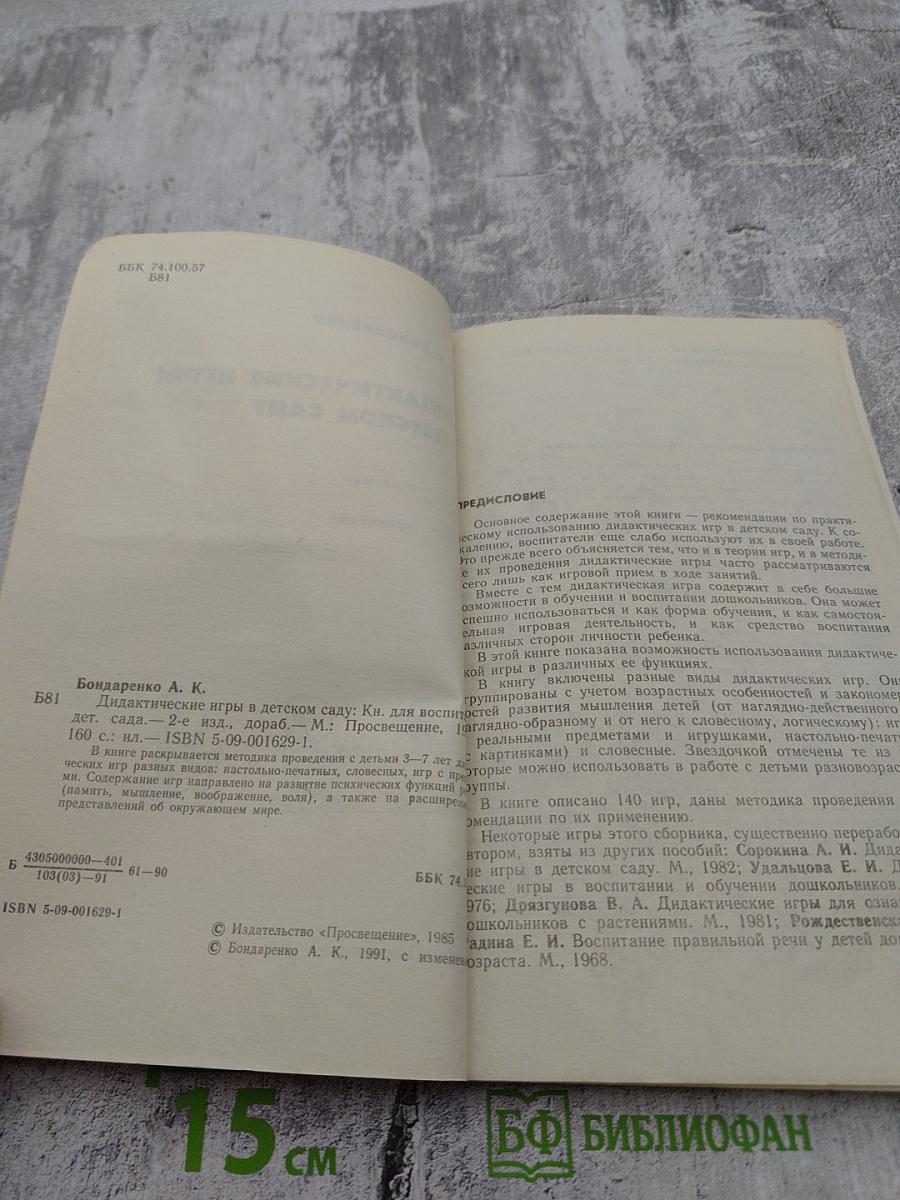 ББК 74.100.57
Б81
Бондаренко А. К.
Б81
Дидактические игры в детском саду: Кн. для воспит
дет. сада.— 2-е изд., дораб.— М.: Просвещение, 1
160 с.: ил.— ISBN 5-09-001629-1.
В книге раскрывается методика проведения с детьми 3—7 лет
ческих игр разных видов: настольно-печатных, словесных, игр с
ми. Содержание игр направлено на развитие психических функций
(память, мышление, воображение, воля), а также на расширени
представлений об окружающем мире.
Б 4305000000—401 61—90
103(03)—91
ББК 74.
ISBN 5-09-001629-1
© Издательство «Просвещение», 1985
© Бондаренко А. К., 1991, с измене
ПРЕДИСЛОВИЕ
Основное содержание этой книги — рекомендации по практи-
ческому использованию дидактических игр в детском саду. К со-
жалению, воспитатели еще слабо используют их в своей работе.
Это прежде всего объясняется тем, что и в теории игр, и в методи-
е их проведения дидактические игры часто рассматриваются
сего лишь как игровой прием в ходе занятий.
Вместе с тем дидактическая игра содержит в себе большие
озможности в обучении и воспитании дошкольников. Она может
спешно использоваться и как форма обучения, и как самостоя-
ельная игровая деятельность, и как средство воспитания
азличных сторон личности ребенка.
В этой книге показана возможность использования дидактиче-
кой игры в различных ее функциях.
В книгу включены разные виды дидактических игр. Они
группированы с учетом возрастных особенностей и закономер
остей развития мышления детей (от наглядно-действенного
аглядно-образному и от него к словесному, логическому): иг
реальными предметами и игрушками, настольно-печат
с картинками) и словесные. Звездочкой отмечены те из
оторые можно использовать в работе с детьми разновозрас
руппы.
В книге описано 140 игр, даны методика проведения
омендации по их применению.
Некоторые игры этого сборника, существенно перерабо
втором, взяты из других пособий: Сорокина А. И. Дида
ие игры в детском саду. М., 1982; Удальцова Е. И. Д
еские игры в воспитании и обучении дошкольников.
976; Дрязгунова В. А. Дидактические игры для озна
ошкольников с растениями. М., 1981; Рождественска
адина Е. И. Воспитание правильной речи у детей до
озраста. М., 1968.
15 см
БФ БИБЛИОФАН